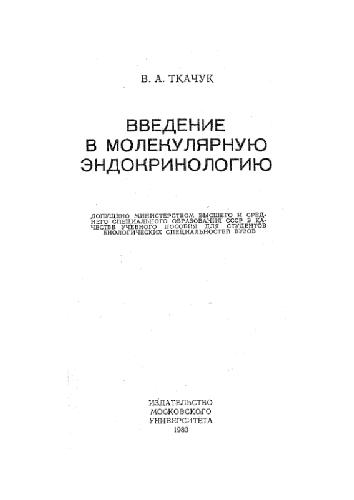 В. А. ТКАЧУК
ВВЕДЕНИЕ
В МОЛЕКУЛЯРНУЮ
ЭНДОКРИНОЛОГИЮ
ДОПУЩЕНО МИНИСТЕРСТВОМ ВЫСШЕГО И СРЕД-
НЕГО СПЕЦИАЛЬНОГО ОБРАЗОВАНИЯ СССР В КА-
ЧЕСТВЕ УЧЕБНОГО ПОСОБИЯ ДЛЯ СТУДЕНТОВ
БИОЛОГИЧЕСКИХ СПЕЦИАЛЬНОСТЕЙ ВУЗОВ
ИЗДАТЕЛЬСТВО
МОСКОВСКОГО
УНИВЕРСИТЕТА
1983